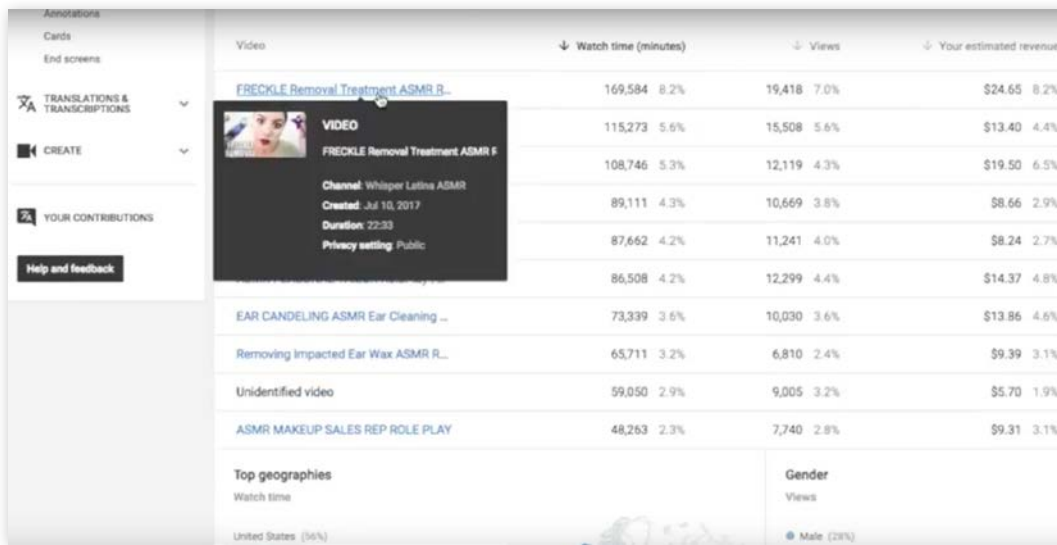 Annotations
Cards
End screens
TRANSLATIONS &
TRANSCRIPTIONS
CREATE
YOUR CONTRIBUTIONS
Help and feedback
Video Watch time (minutes) Views Your estimated revenue
FRECKLE Removal Treatment ASMR R... 169,584 8.2% 19,418 7.0% $24.65 8.2%
115,273 5.6% 15,508 5.6% $13.40 4.4%
108,746 5.3% 12,119 4.3% $19.50 6.5%
89,111 4.3% 10,669 3.8% $8.66 2.9%
87,662 4.2% 11,241 4.0% $8.24 2.7%
86,508 4.2% 12,299 4.4% $14.37 4.8%
VIDEO
FRECKLE Removal Treatment ASMR R
Channel: Whisper Latina ASMR
Created: Jul 10, 2017
Duration: 22:33
Privacy setting: Public
EAR CANDELING ASMR Ear Cleaning ... 73,339 3.6% 10,030 3.6% $13.86 4.6%
Removing Impacted Ear Wax ASMR R... 65,711 3.2% 6,810 2.4% $9.39 3.1%
Unidentified video 59,050 2.9% 9,005 3.2% $5.70 1.9%
ASMR MAKEUP SALES REP ROLE PLAY 48,263 2.3% 7,740 2.8% $9.31 3.1%
Top geographies
Watch time
United States (56%)
Gender
Views
Male (28%)